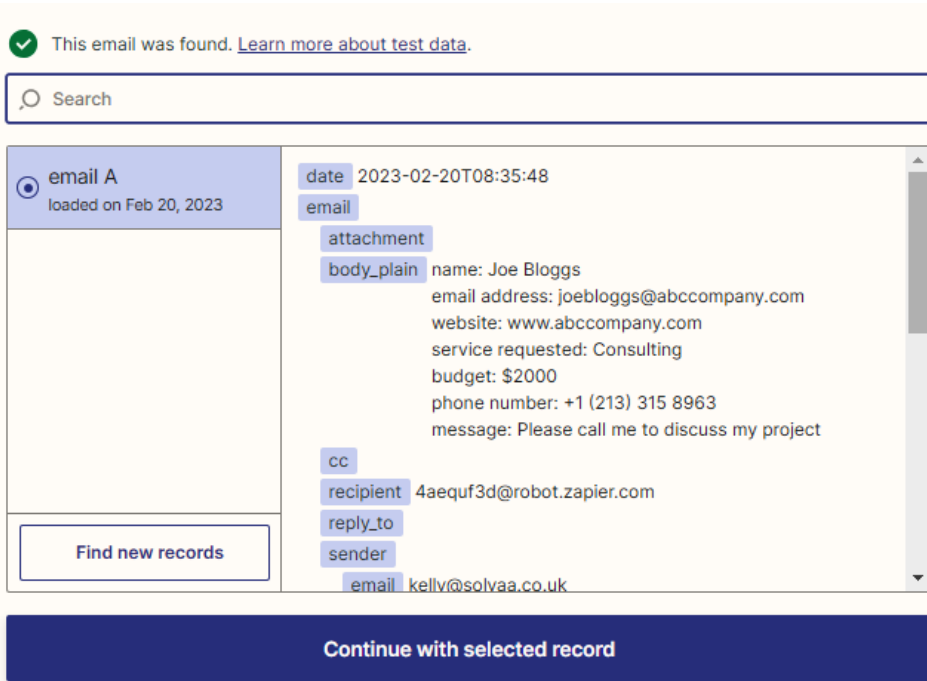 This email was found. Learn more about test data.
Search
email A
loaded on Feb 20, 2023
Find new records
date 2023-02-20T08:35:48
email
attachment
body_plain name: Joe Bloggs
email address: joebloggs@abccompany.com
website: www.abccompany.com
service requested: Consulting
budget: $2000
phone number: +1 (213) 315 8963
message: Please call me to discuss my project
cc
recipient 4aequf3d@robot.zapier.com
reply_to
sender
email kelly@solvaa.co.uk
Continue with selected record